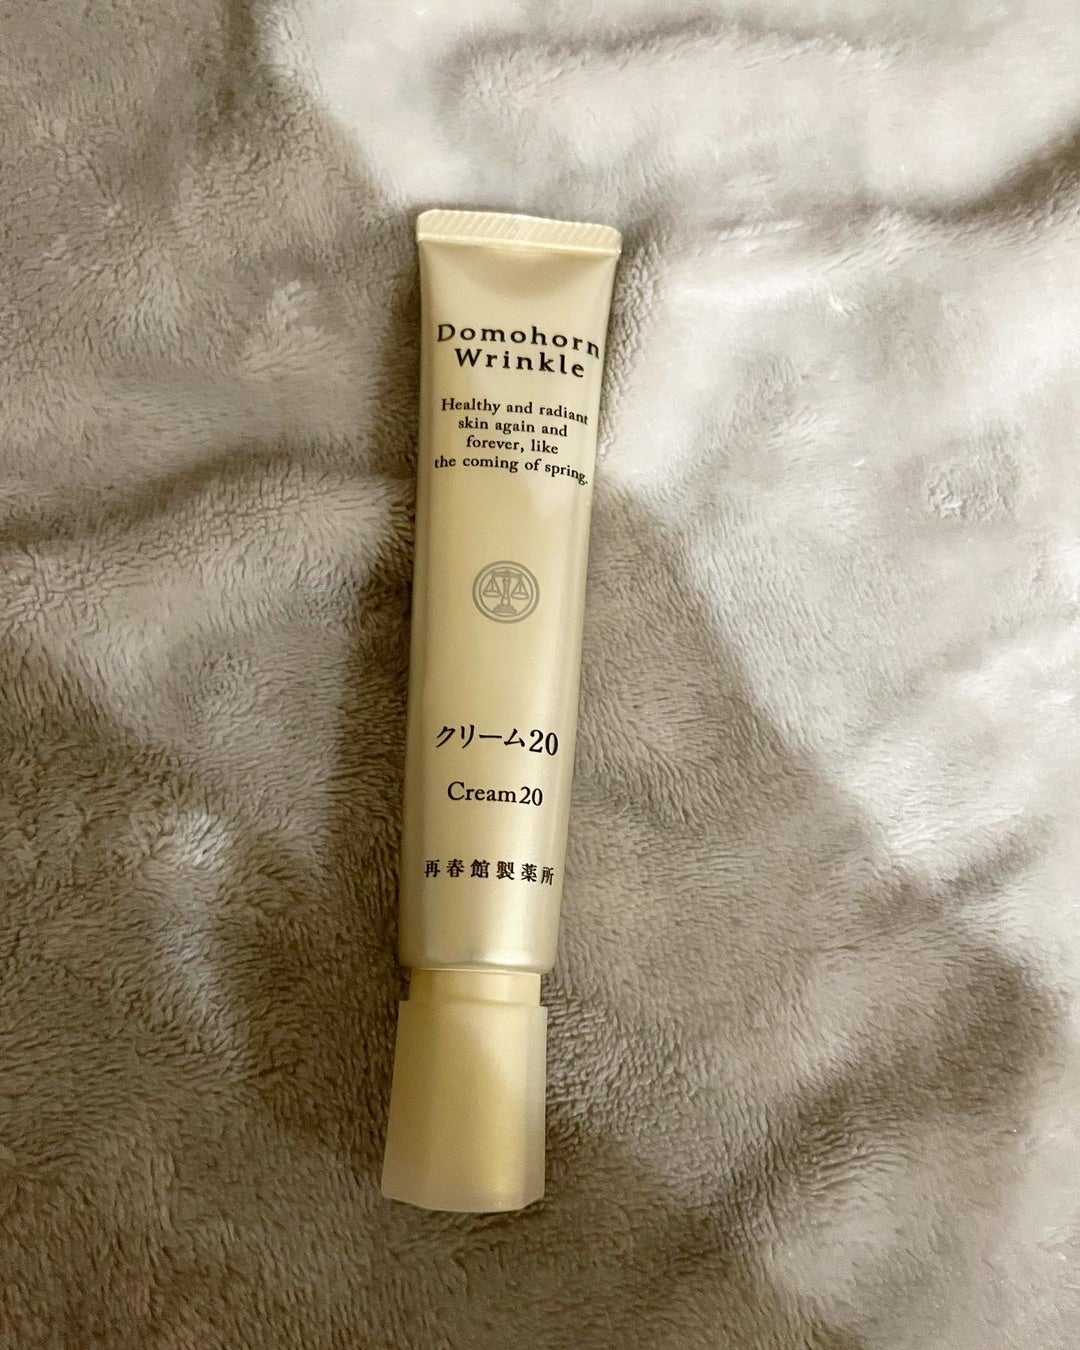 Domohorn
Wrinkle
Healthy and radiant
skin again and
forever, like
the coming of spring.
クリーム20
Cream20
再春館製薬所